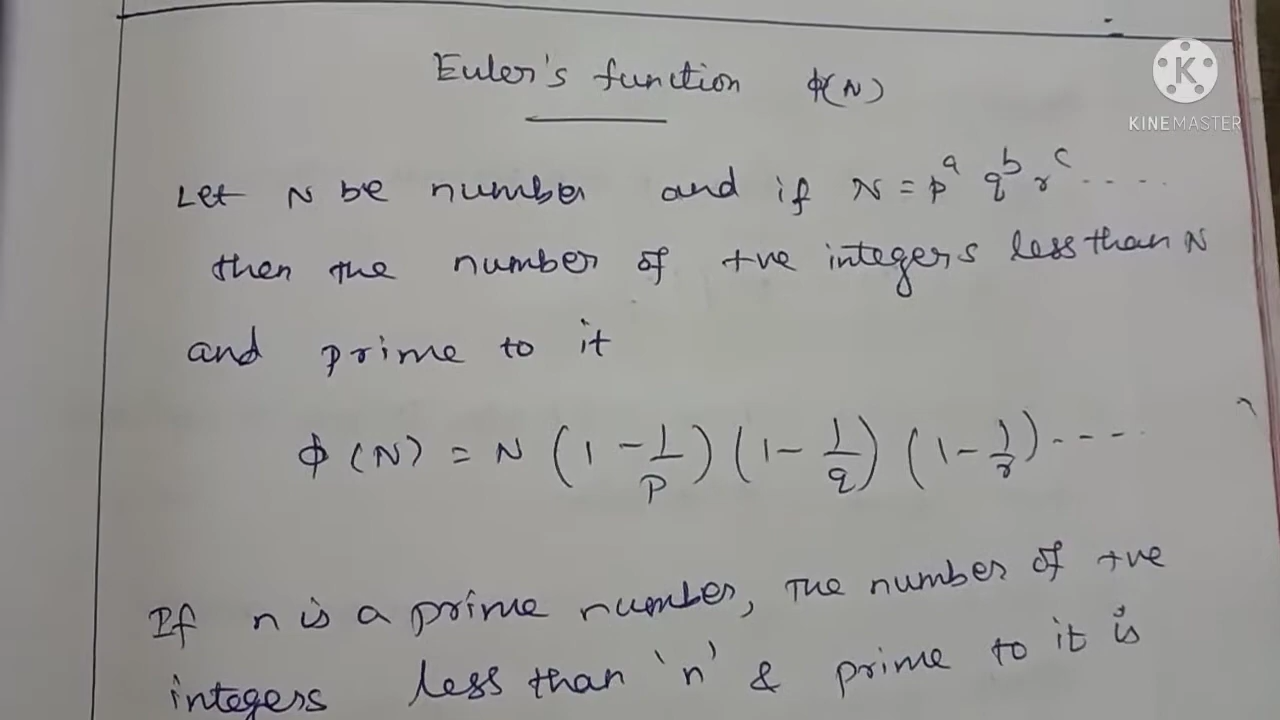 Euler's function φ(N)
KINEMASTER
Let N be number and if N = p^a q^b r^c ....
then the number of +ve integers less than N
and prime to it
φ(N) = N (1 - 1/p) (1 - 1/q) (1 - 1/r) ----
If n is a prime number, The number of +ve
integers less than 'n' & prime to it is